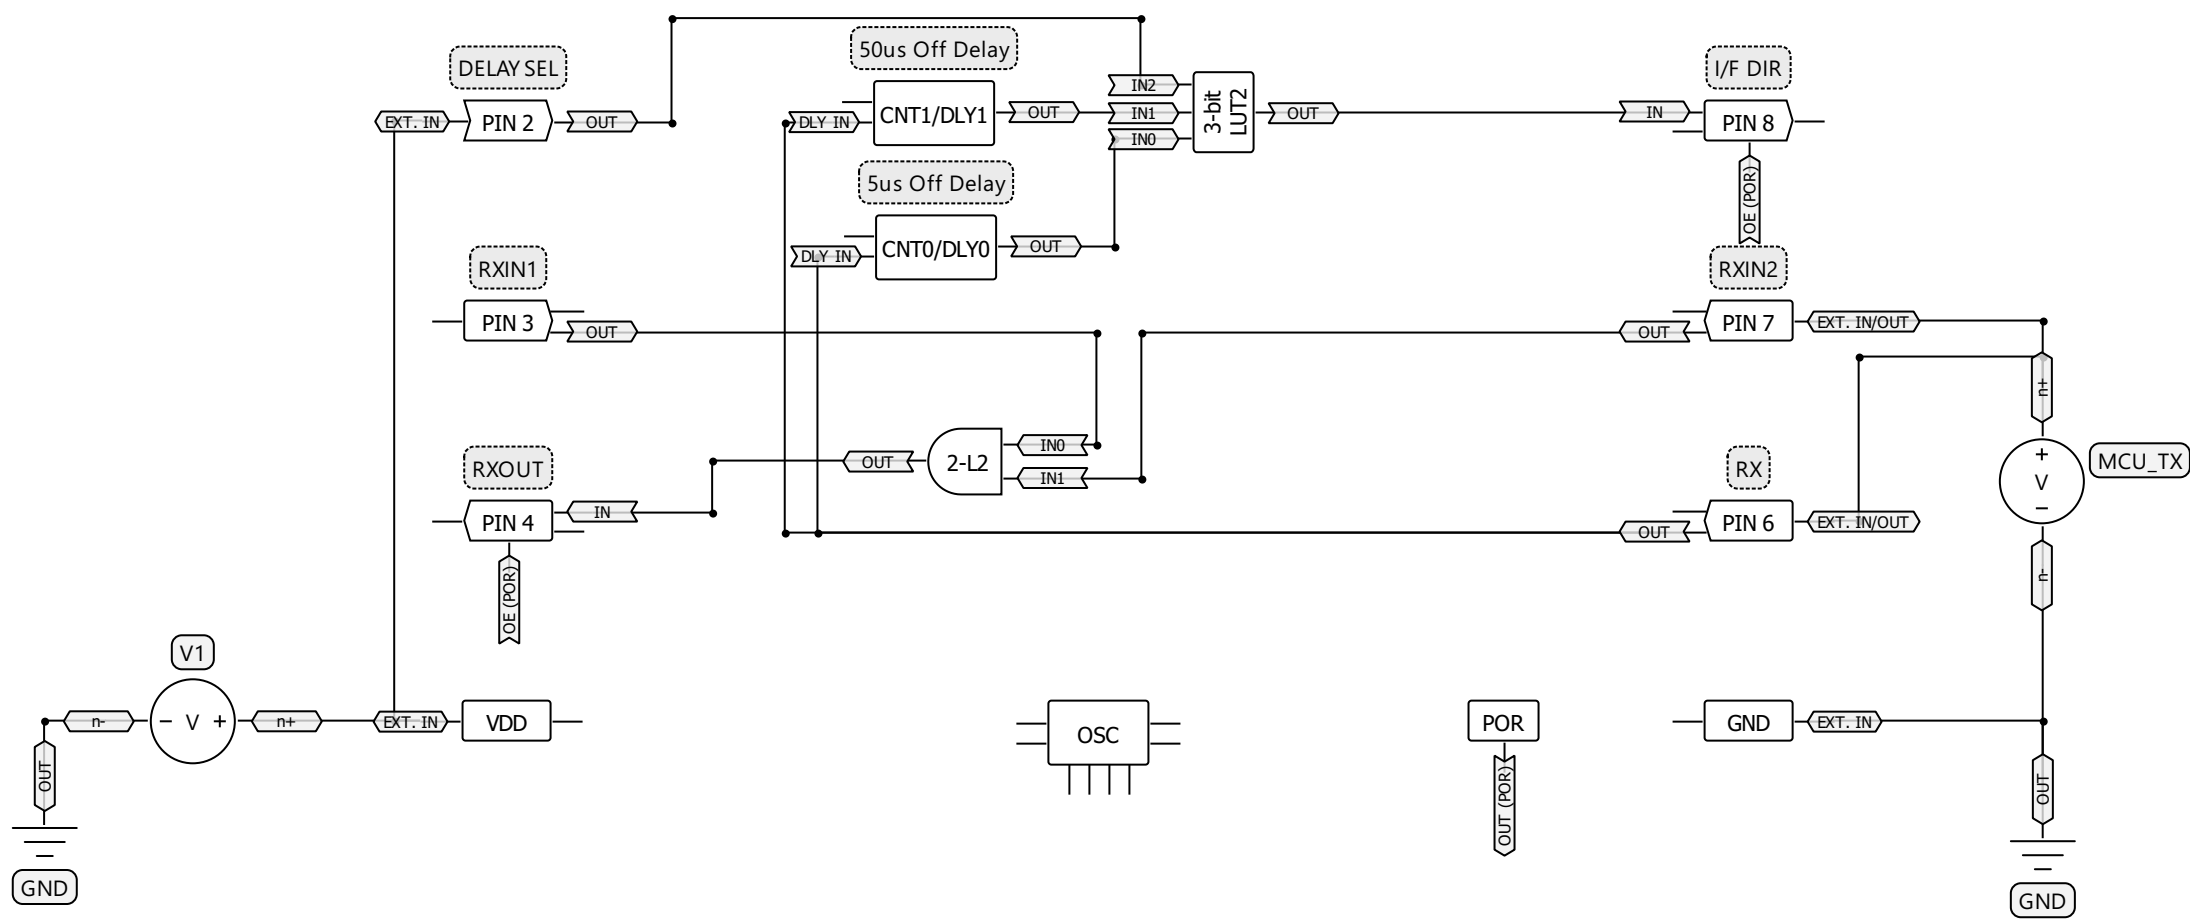 50us Off Delay
DELAY SEL
I/F DIR
IN2
EXT. IN
PIN 2
OUT
DLY IN
CNT1/DLY1
OUT
IN1
IN0
3-bit
LUT2
OUT
IN
PIN 8
OE (POR)
5us Off Delay
DLY IN
CNT0/DLY0
OUT
RXIN1
RXIN2
PIN 3
OUT
OUT
PIN 7
EXT. IN/OUT
n+
RXOUT
OUT
2-L2
IN0
IN1
RX
+
V
−
MCU_TX
PIN 4
IN
OUT
PIN 6
EXT. IN/OUT
OE (POR)
n-
V1
n-
− V +
n+
EXT. IN
VDD
OSC
POR
GND
EXT. IN
OUT
OUT (POR)
OUT
GND
GND